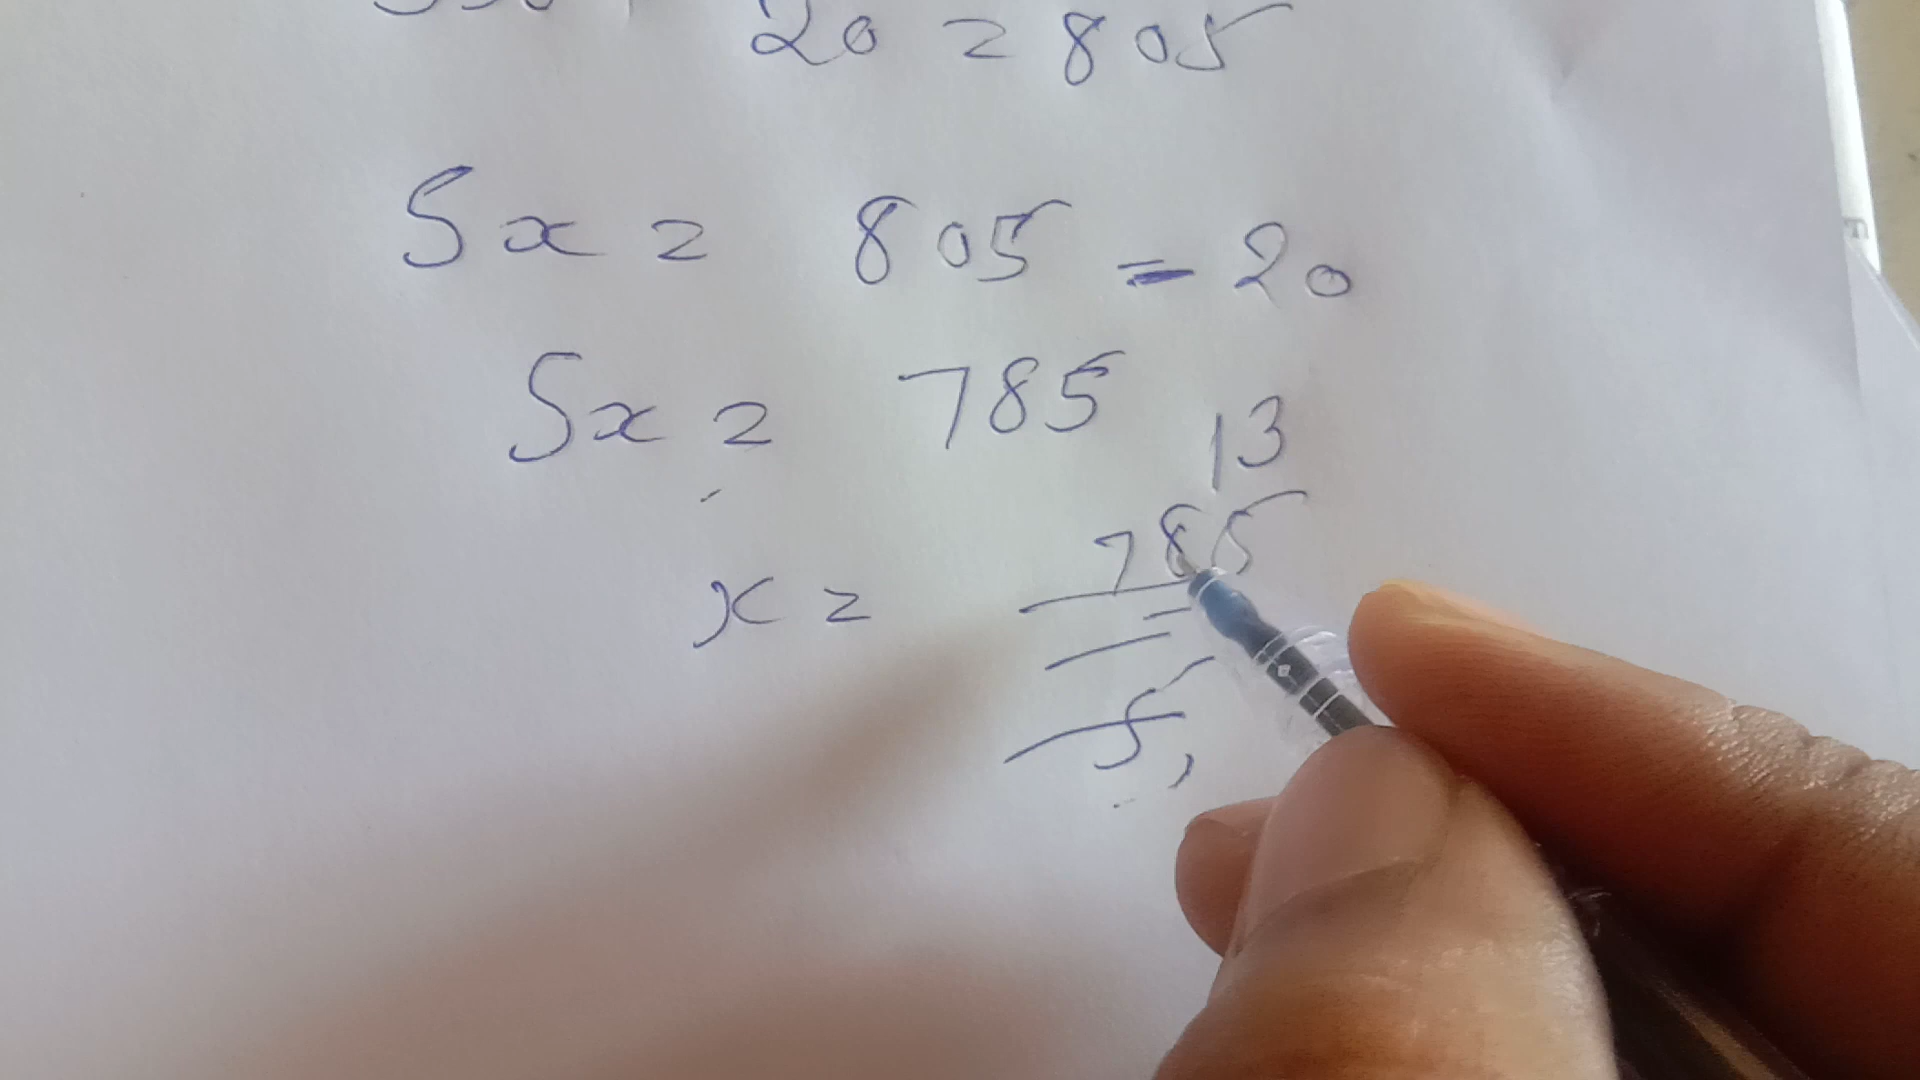 20 = 805
5x = 805 - 20
5x = 785
13
x = 785
5,